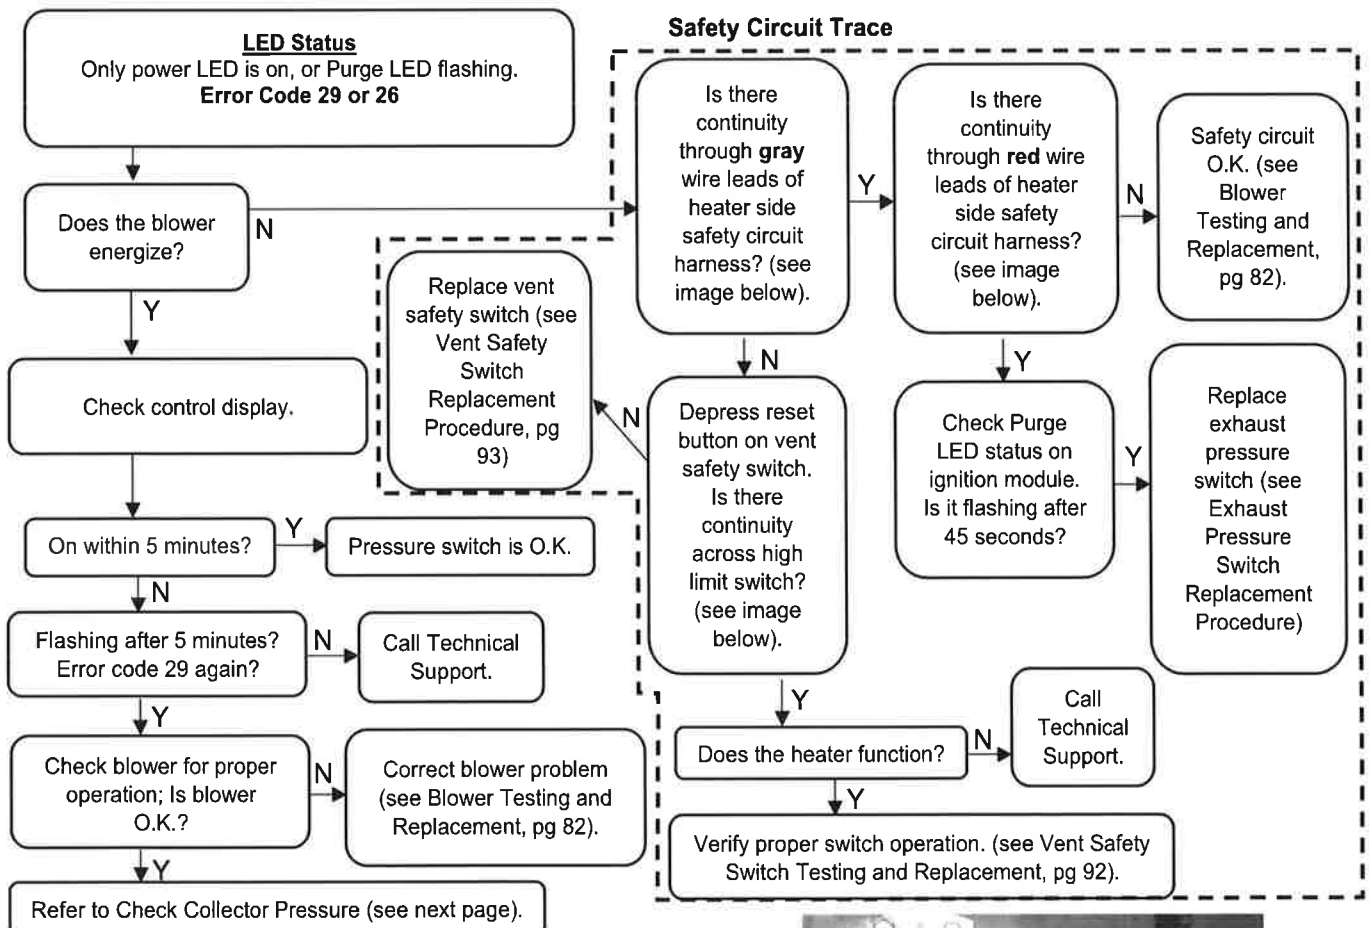 Safety Circuit Trace
LED Status
Only power LED is on, or Purge LED flashing.
Error Code 29 or 26
Does the blower
energize?
N
Y
Check control display.
On within 5 minutes?
Y
Pressure switch is O.K.
N
Flashing after 5 minutes?
Error code 29 again?
N
Call Technical
Support.
Y
Check blower for proper
operation; Is blower
O.K.?
N
Correct blower problem
(see Blower Testing and
Replacement, pg 82).
Y
Refer to Check Collector Pressure (see next page).
Is there
continuity
through gray
wire leads of
heater side
safety circuit
harness? (see
image below).
Y
Is there
continuity
through red wire
leads of heater
side safety
circuit harness?
(see image
below).
N
Safety circuit
O.K. (see
Blower
Testing and
Replacement,
pg 82).
Y
Check Purge
LED status on
ignition module.
Is it flashing after
45 seconds?
Y
Replace
exhaust
pressure
switch (see
Exhaust
Pressure
Switch
Replacement
Procedure)
N
Depress reset
button on vent
safety switch.
Is there
continuity
across high
limit switch?
(see image
below).
N
Replace vent
safety switch (see
Vent Safety
Switch
Replacement
Procedure, pg
93)
Y
Does the heater function?
N
Call
Technical
Support.
Y
Verify proper switch operation. (see Vent Safety
Switch Testing and Replacement, pg 92).